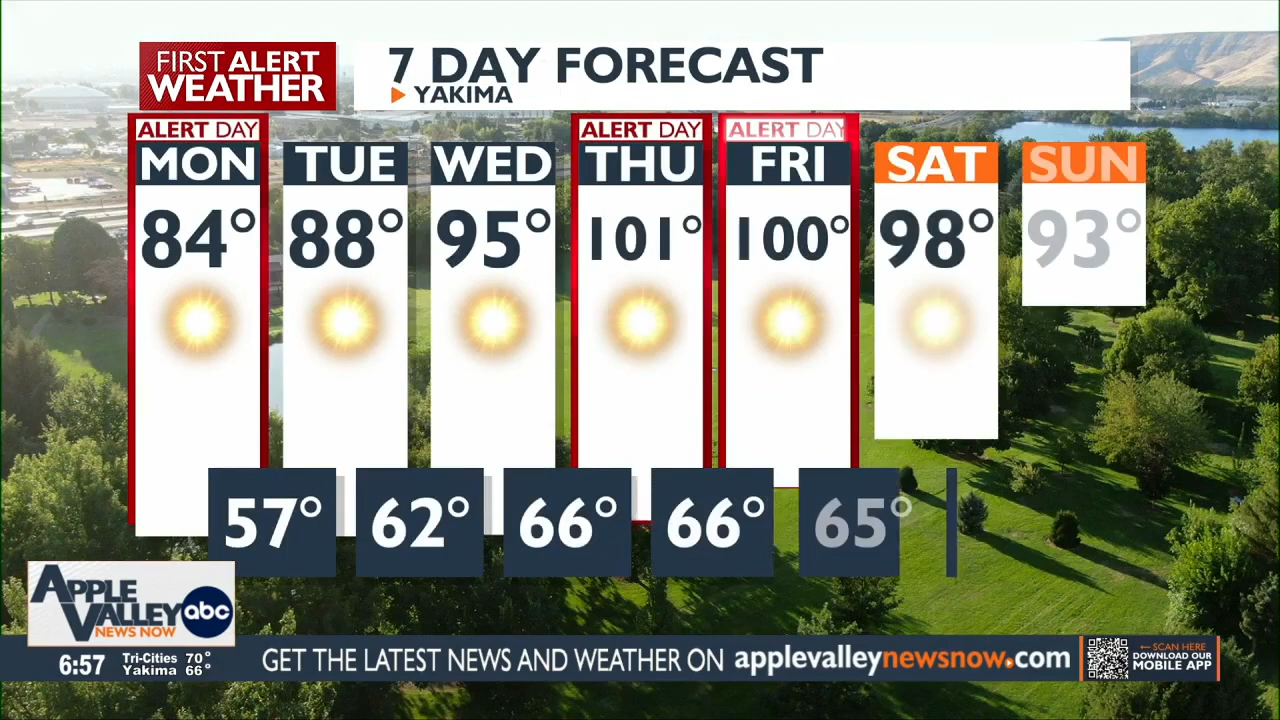 FIRST ALERT
WEATHER
7 DAY FORECAST
YAKIMA
ALERT DAY
ALERT DAY
ALERT DAY
MON TUE WED THU FRI SAT SUN
84° 88° 95° 101° 100° 98° 93°
57° 62° 66° 66° 65°
APPLE
VALLEY
NEWS NOW
abc
6:57
Tri-Cities 70°
Yakima 66°
GET THE LATEST NEWS AND WEATHER ON applevalleynewsnow.com
SCAN HERE
DOWNLOAD OUR
MOBILE APP